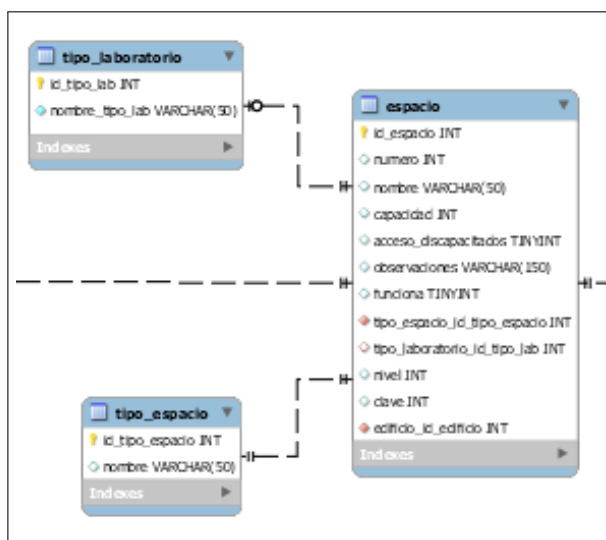 tipo_laboratorio
id_tipo_lab INT
nombre_tipo_lab VARCHAR(50)
Indexes
espacio
id_espacio INT
numero INT
nombre VARCHAR(50)
capacidad INT
acceso_discapacitados TINYINT
observaciones VARCHAR(150)
funciona TINYINT
tipo_espacio_id_tipo_espacio INT
tipo_laboratorio_id_tipo_lab INT
nivel INT
clave INT
edificio_id_edificio INT
Indexes
tipo_espacio
id_tipo_espacio INT
nombre VARCHAR(50)
Indexes